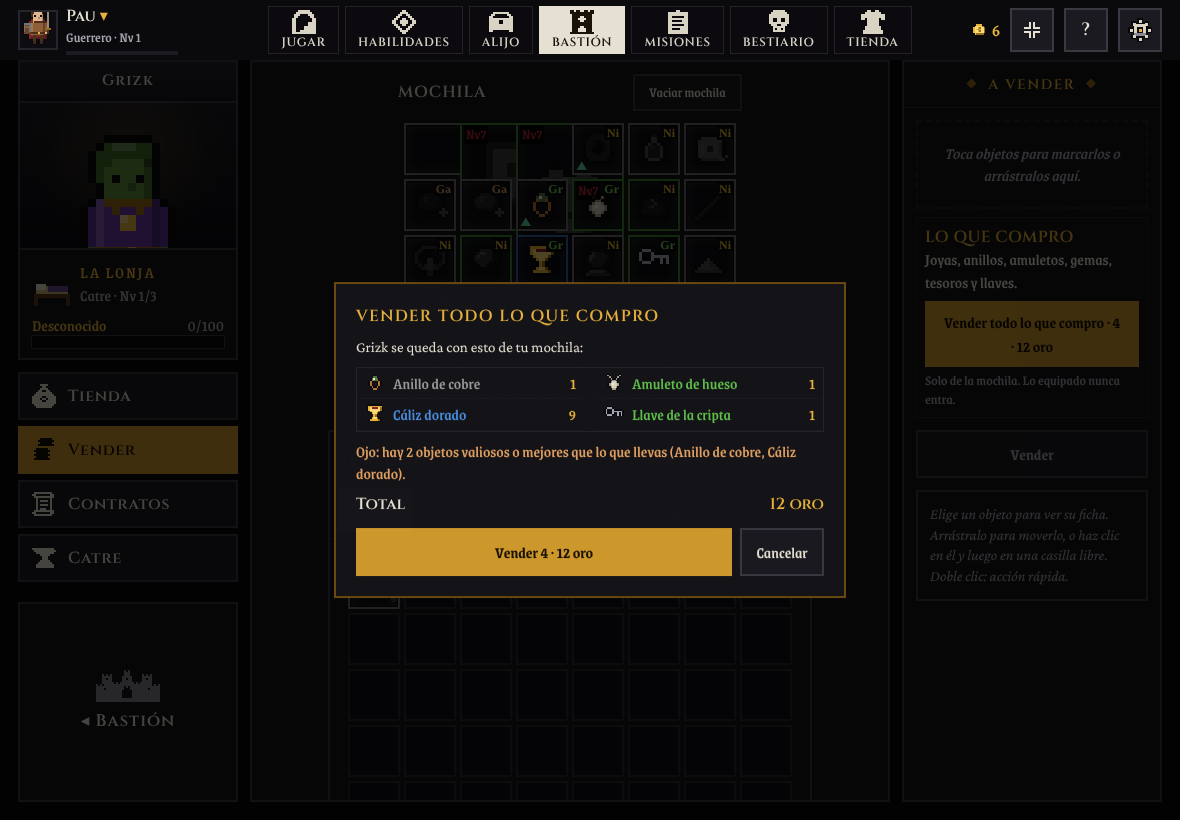 Pau ▼
Guerrero · Nv 1
JUGAR
HABILIDADES
ALIJO
BASTIÓN
MISIONES
BESTIARIO
TIENDA
6
?
Grizk
LA LONJA
Catre · Nv 1/3
Desconocido 0/100
Tienda
Vender
Contratos
Catre
◂ Bastión
MOCHILA
Vaciar mochila
Nv7 Nv7 Ni Ni Ni
Ga Ga Gr Nv7 Gr Ni Ni
Ni Ni Gr Ni Gr Ni
VENDER TODO LO QUE COMPRO
Grizk se queda con esto de tu mochila:
Anillo de cobre 1 Amuleto de hueso 1
Cáliz dorado 9 Llave de la cripta 1
Ojo: hay 2 objetos valiosos o mejores que lo que llevas (Anillo de cobre, Cáliz
dorado).
Total 12 oro
Vender 4 · 12 oro
Cancelar
A VENDER
Toca objetos para marcarlos o
arrástralos aquí.
LO QUE COMPRO
Joyas, anillos, amuletos, gemas,
tesoros y llaves.
Vender todo lo que compro · 4
· 12 oro
Solo de la mochila. Lo equipado nunca
entra.
Vender
Elige un objeto para ver su ficha.
Arrástralo para moverlo, o haz clic
en él y luego en una casilla libre.
Doble clic: acción rápida.